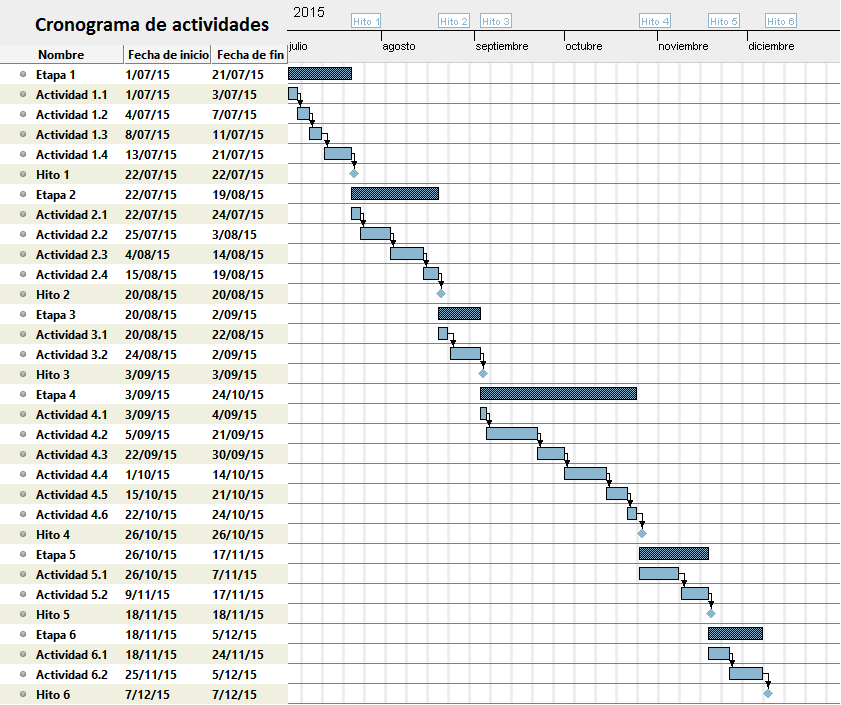 2015
Hito 1 Hito 2 Hito 3 Hito 4 Hito 5 Hito 6
Cronograma de actividades
julio agosto septiembre octubre noviembre diciembre
Nombre Fecha de inicio Fecha de fin
Etapa 1 1/07/15 21/07/15
Actividad 1.1 1/07/15 3/07/15
Actividad 1.2 4/07/15 7/07/15
Actividad 1.3 8/07/15 11/07/15
Actividad 1.4 13/07/15 21/07/15
Hito 1 22/07/15 22/07/15
Etapa 2 22/07/15 19/08/15
Actividad 2.1 22/07/15 24/07/15
Actividad 2.2 25/07/15 3/08/15
Actividad 2.3 4/08/15 14/08/15
Actividad 2.4 15/08/15 19/08/15
Hito 2 20/08/15 20/08/15
Etapa 3 20/08/15 2/09/15
Actividad 3.1 20/08/15 22/08/15
Actividad 3.2 24/08/15 2/09/15
Hito 3 3/09/15 3/09/15
Etapa 4 3/09/15 24/10/15
Actividad 4.1 3/09/15 4/09/15
Actividad 4.2 5/09/15 21/09/15
Actividad 4.3 22/09/15 30/09/15
Actividad 4.4 1/10/15 14/10/15
Actividad 4.5 15/10/15 21/10/15
Actividad 4.6 22/10/15 24/10/15
Hito 4 26/10/15 26/10/15
Etapa 5 26/10/15 17/11/15
Actividad 5.1 26/10/15 7/11/15
Actividad 5.2 9/11/15 17/11/15
Hito 5 18/11/15 18/11/15
Etapa 6 18/11/15 5/12/15
Actividad 6.1 18/11/15 24/11/15
Actividad 6.2 25/11/15 5/12/15
Hito 6 7/12/15 7/12/15